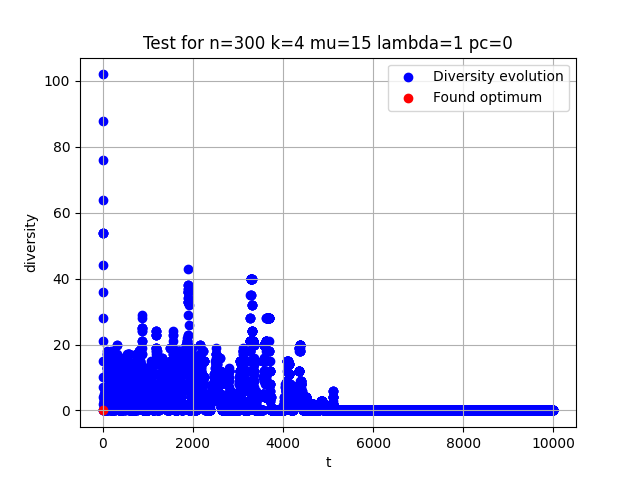 Test for n=300 k=4 mu=15 lambda=1 pc=0
Diversity evolution
Found optimum
100
80
60
40
20
0
diversity
0 2000 4000 6000 8000 10000
t